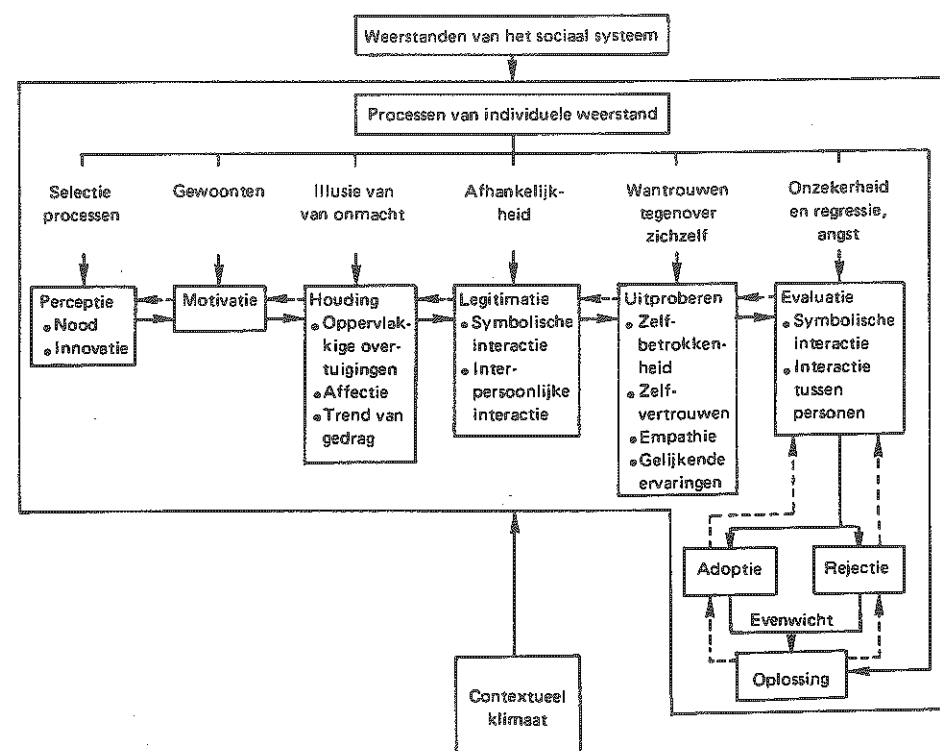 Weerstanden van het sociaal systeem
Processen van individuele weerstand
Selectie
processen
Gewoonten
Illusie van
van onmacht
Afhankelijk-
heid
Wantrouwen
tegenover
zichzelf
Onzekerheid
en regressie,
angst
Perceptie
• Nood
• Innovatie
Motivatie
Houding
• Oppervlak-
kige over-
tuigingen
• Affectie
• Trend van
gedrag
Legitimatie
• Symbolische
interactie
• Inter-
persoonlijke
interactie
Uitproberen
• Zelf-
betrokken-
heid
• Zelf-
vertrouwen
• Empathie
• Gelijkende
ervaringen
Evaluatie
• Symbolische
interactie
• Interactie
tussen
personen
Adoptie
Rejectie
Evenwicht
Oplossing
Contextueel
klimaat